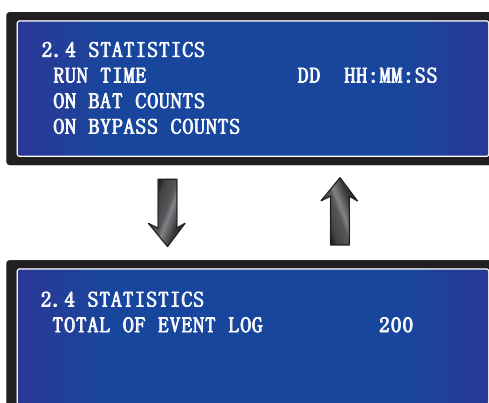 2.4 STATISTICS
RUN TIME DD HH:MM:SS
ON BAT COUNTS
ON BYPASS COUNTS
2.4 STATISTICS
TOTAL OF EVENT LOG 200